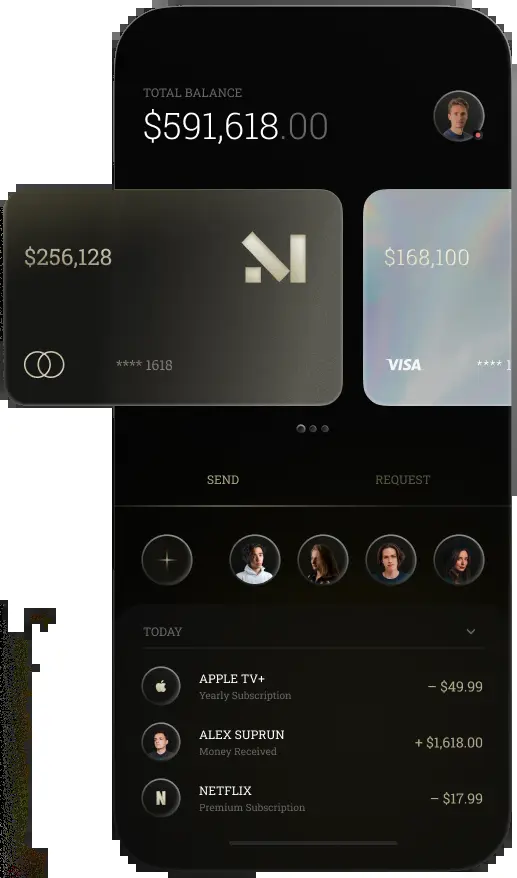 TOTAL BALANCE
$591,618.00
$256,128
$168,100
**** 1618
VISA
**** 1
SEND
REQUEST
TODAY
APPLE TV+
Yearly Subscription
– $49.99
ALEX SUPRUN
Money Received
+ $1,618.00
NETFLIX
Premium Subscription
– $17.99